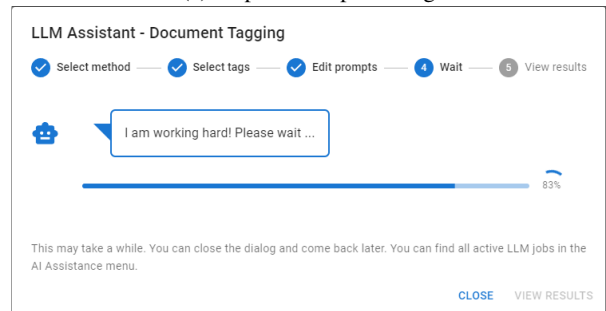 LLM Assistant - Document Tagging
Select method Select tags Edit prompts 4 Wait 5 View results
I am working hard! Please wait ...
83%
This may take a while. You can close the dialog and come back later. You can find all active LLM jobs in the
AI Assistance menu.
CLOSE VIEW RESULTS